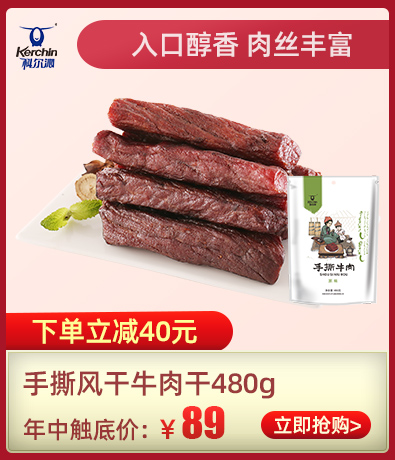 Kerchin
科尔沁
入口醇香 肉丝丰富
手撕牛肉
下单立减40元
手撕风干牛肉干480g
年中触底价：¥89
立即抢购>